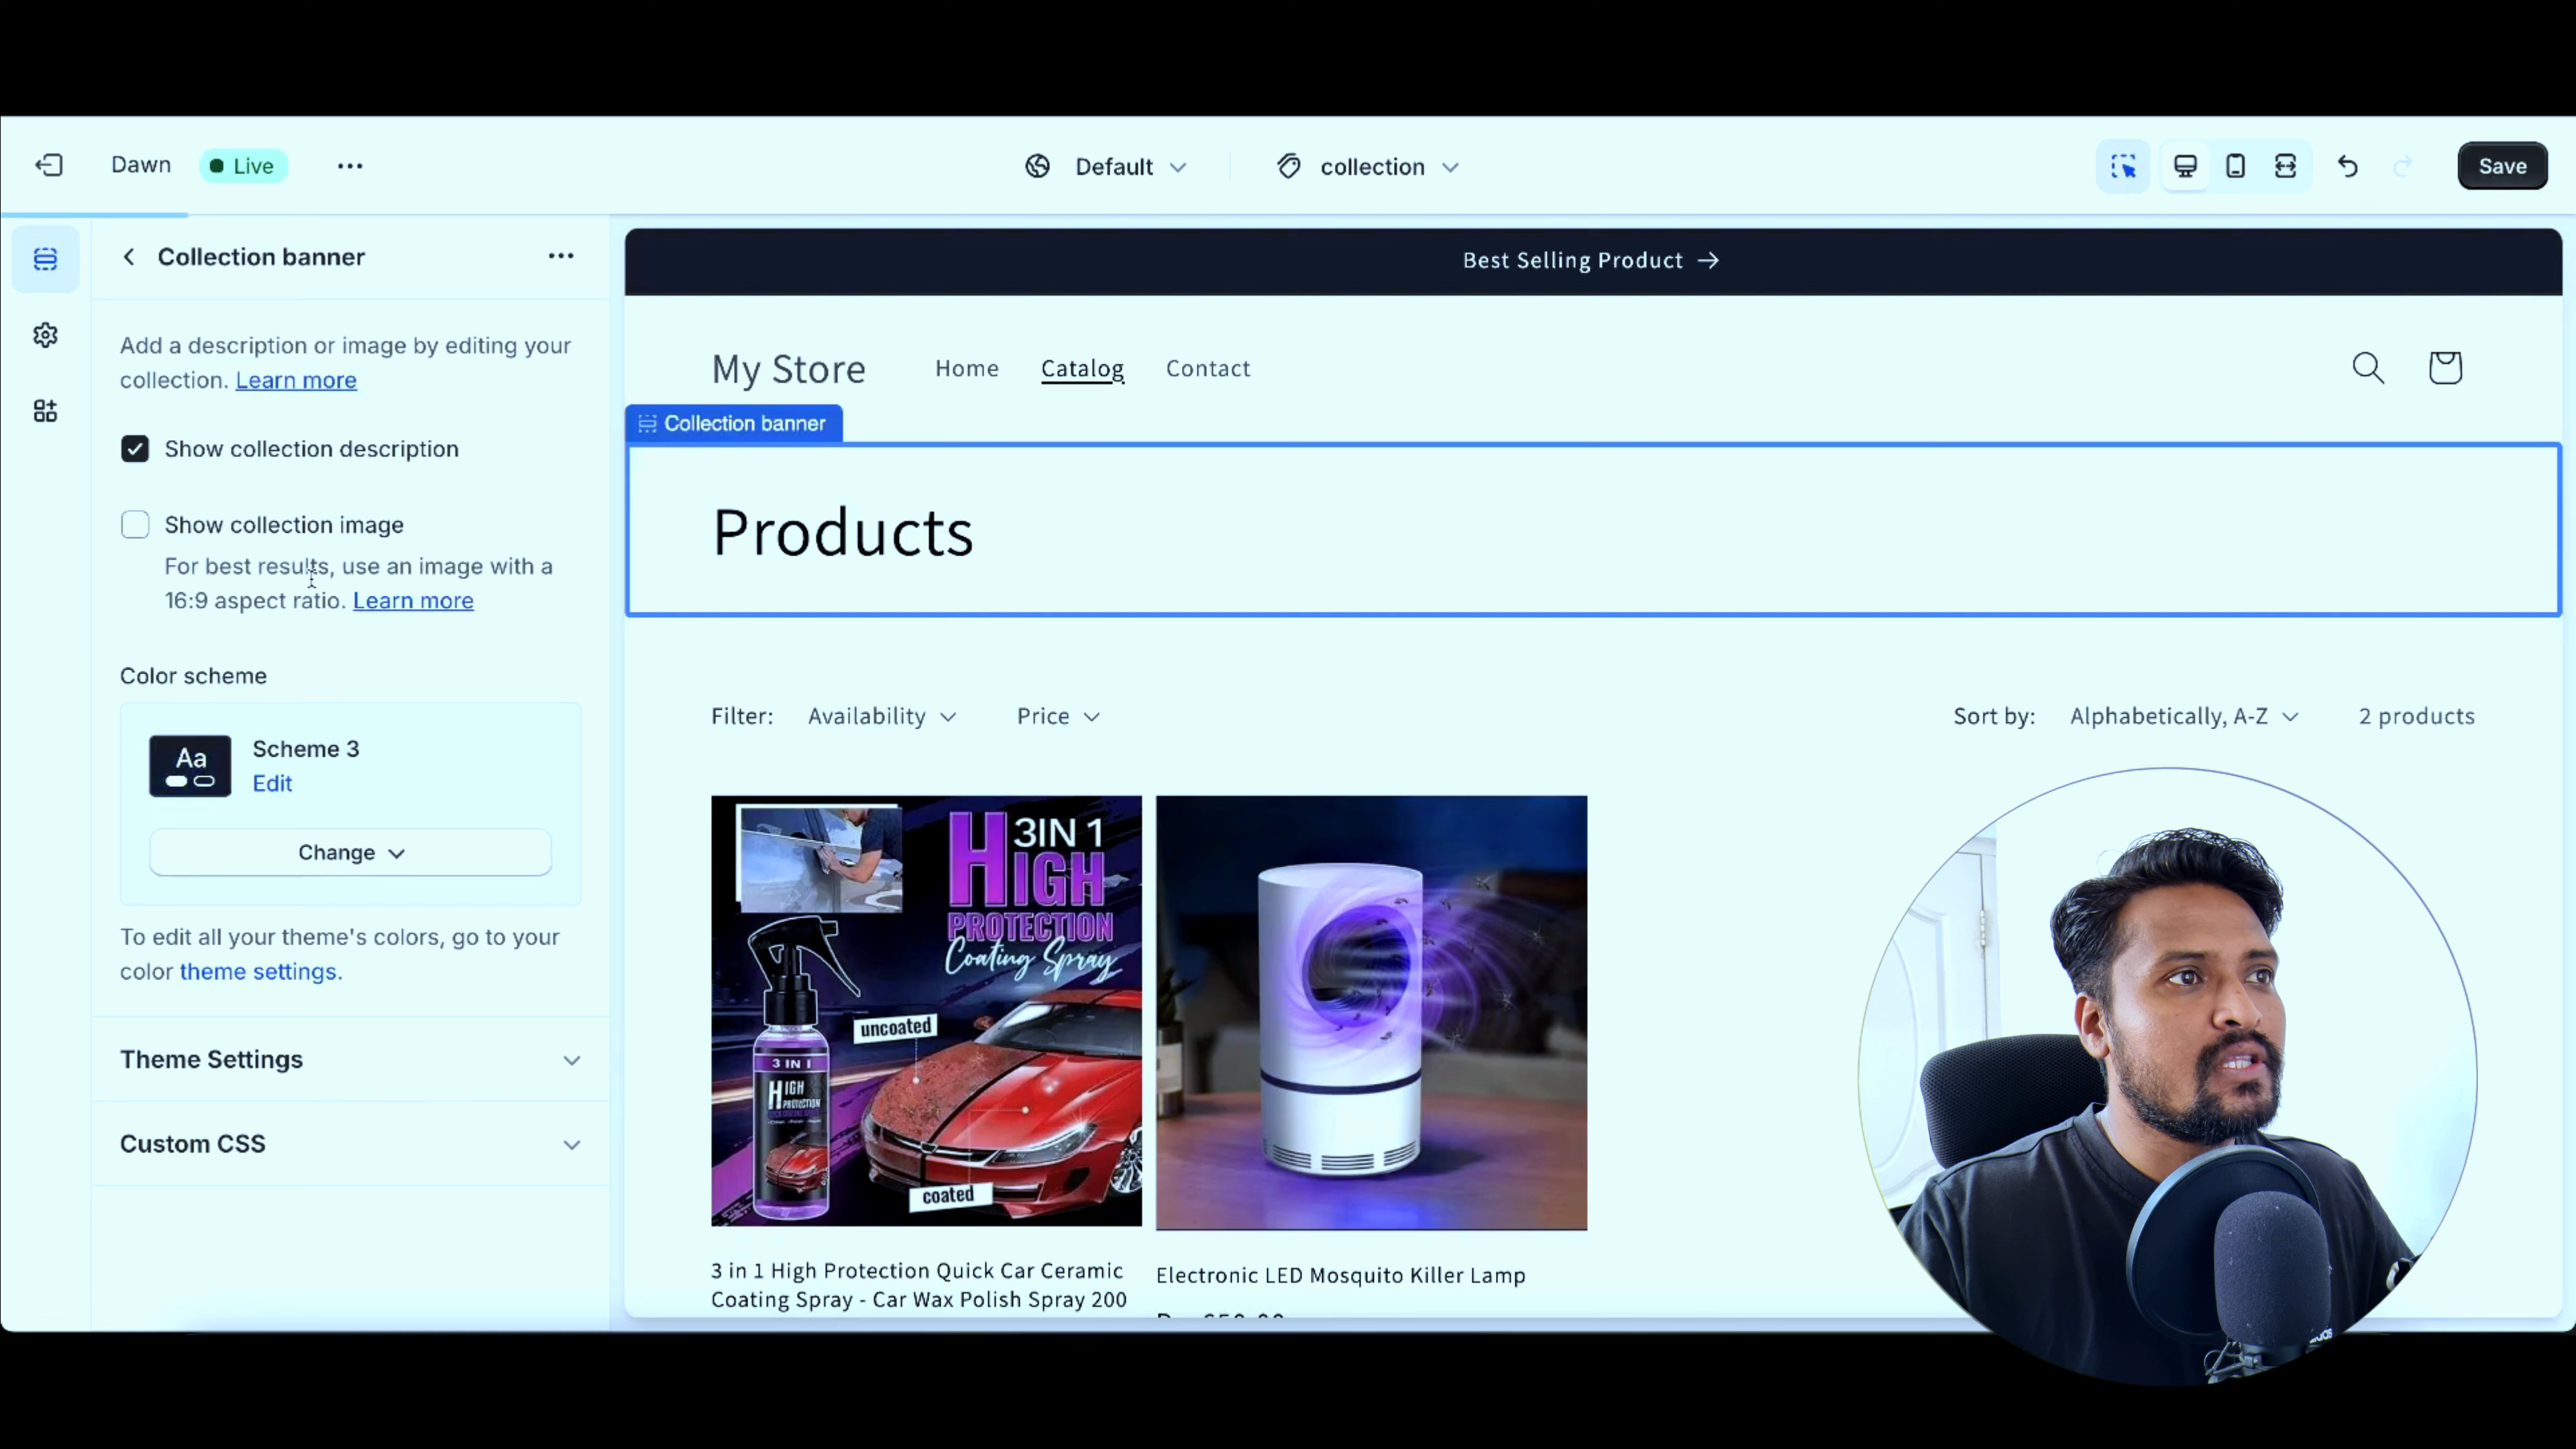 Dawn
Live
Default
collection
Save
Collection banner
Add a description or image by editing your
collection. Learn more
Show collection description
Show collection image
For best results, use an image with a
16:9 aspect ratio. Learn more
Color scheme
Aa
Scheme 3
Edit
Change
To edit all your theme's colors, go to your
color theme settings.
Theme Settings
Custom CSS
Best Selling Product →
My Store
Home
Catalog
Contact
Collection banner
Products
Filter:
Availability
Price
Sort by:
Alphabetically, A-Z
2 products
3IN 1
HIGH
PROTECTION
Coating Spray
uncoated
3 IN 1
HIGH
PROTECTION
coated
3 in 1 High Protection Quick Car Ceramic
Coating Spray - Car Wax Polish Spray 200
Electronic LED Mosquito Killer Lamp